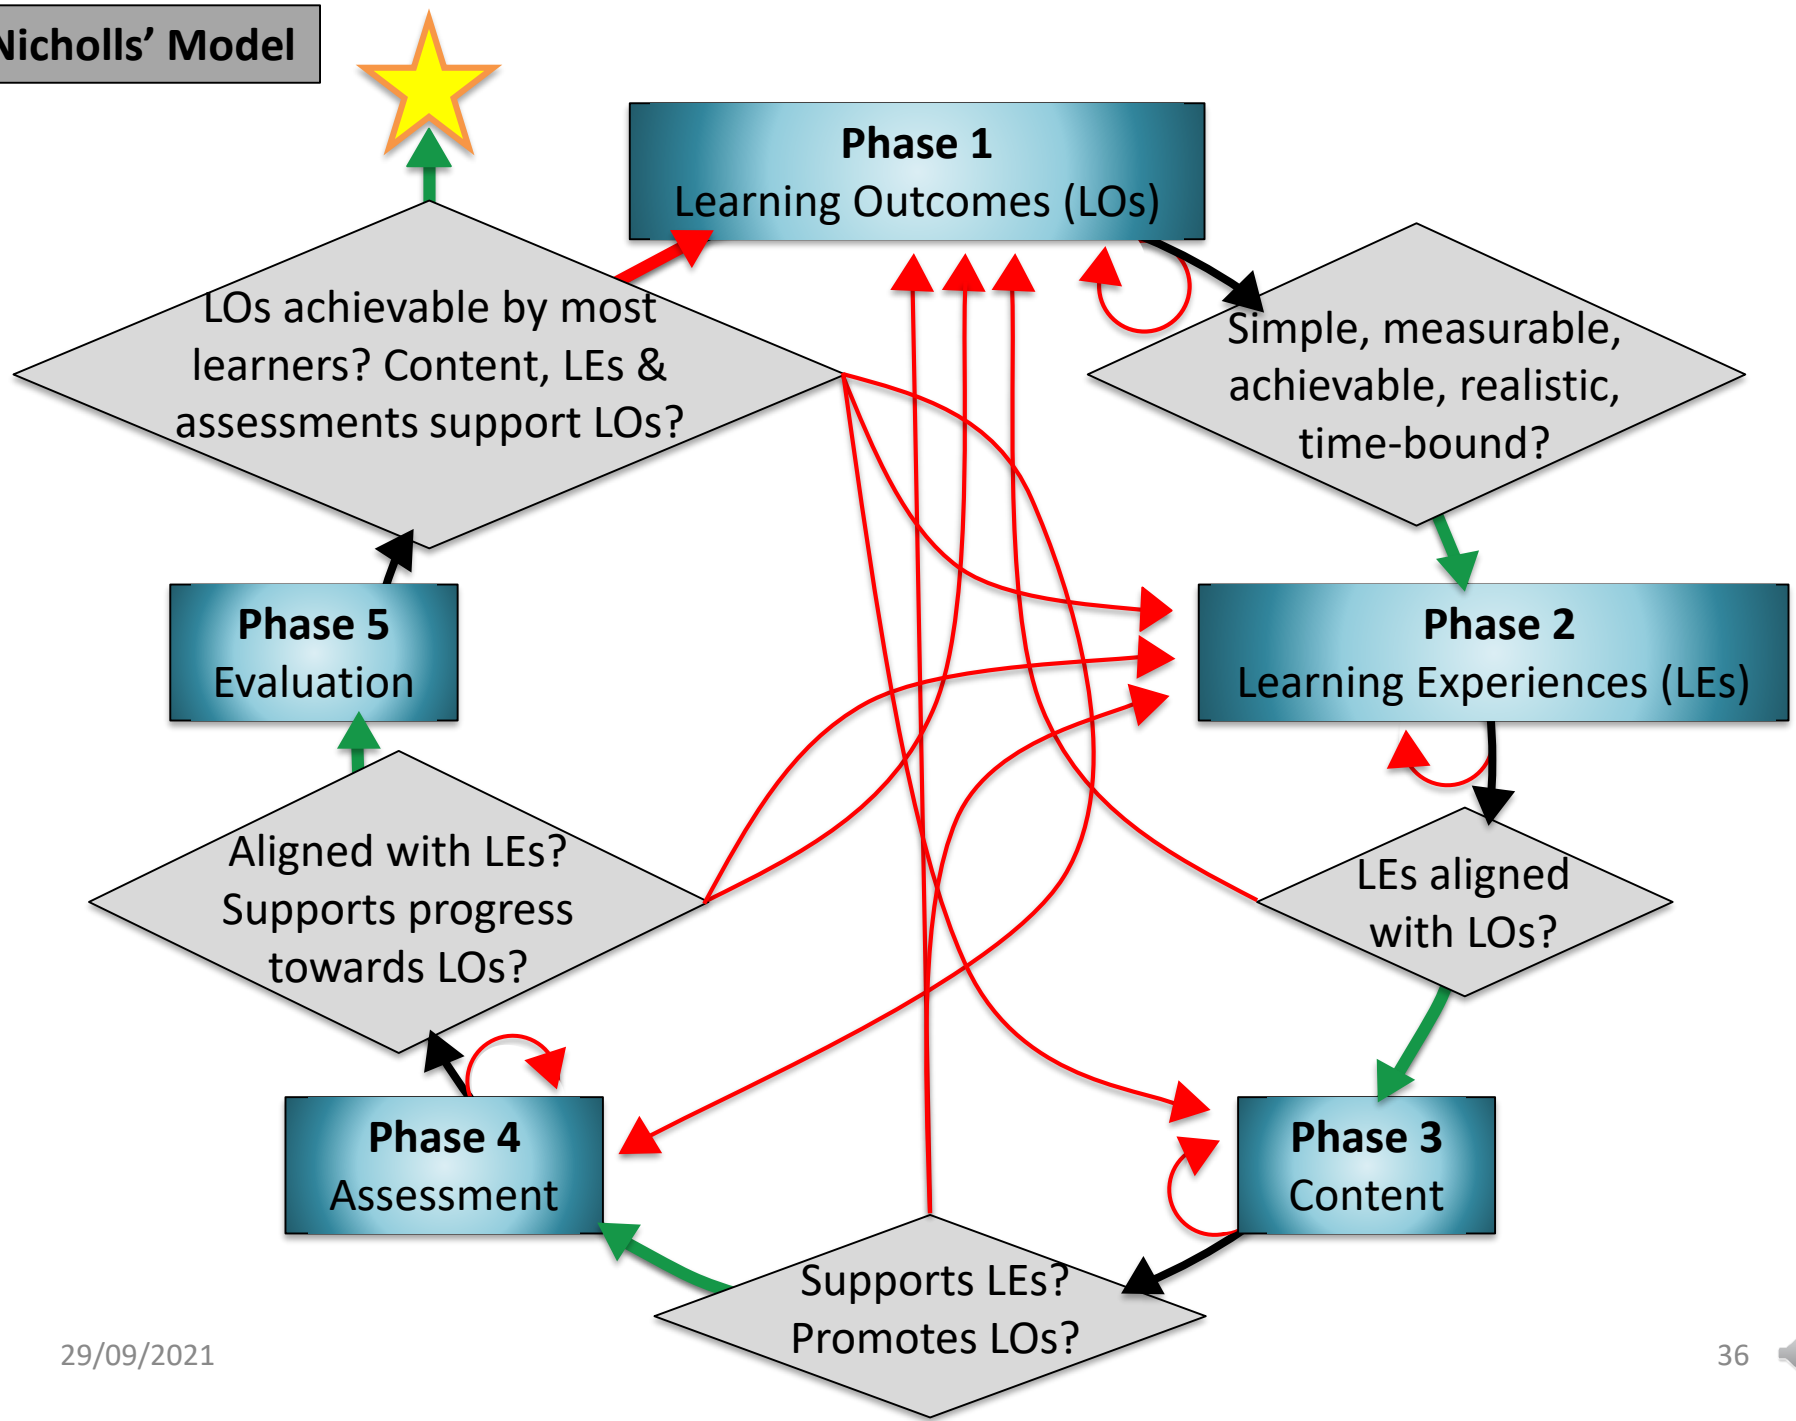 Nicholls' Model
Phase 1
Learning Outcomes (LOs)
LOs achievable by most
learners? Content, LEs &
assessments support LOs?
Simple, measurable,
achievable, realistic,
time-bound?
Phase 5
Evaluation
Phase 2
Learning Experiences (LEs)
Aligned with LEs?
Supports progress
towards LOs?
LEs aligned
with LOs?
Phase 4
Assessment
Phase 3
Content
Supports LEs?
Promotes LOs?
29/09/2021
36